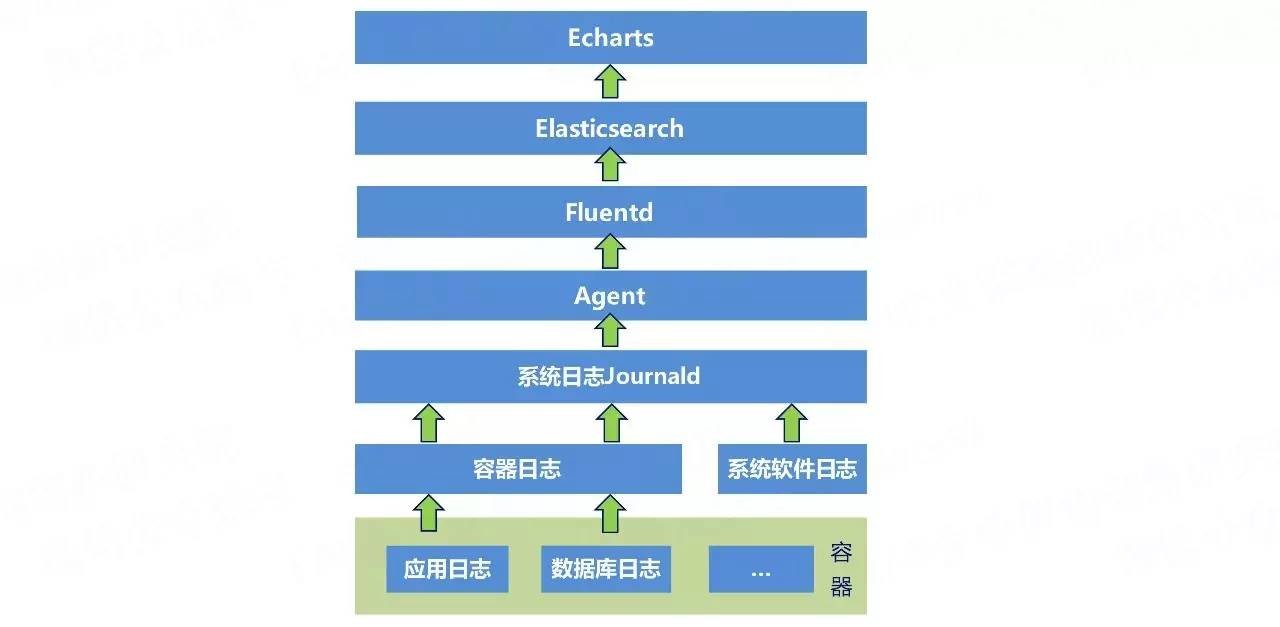 Echarts
Elasticsearch
Fluentd
Agent
系统日志Journald
容器日志
系统软件日志
应用日志
数据库日志
...
容器